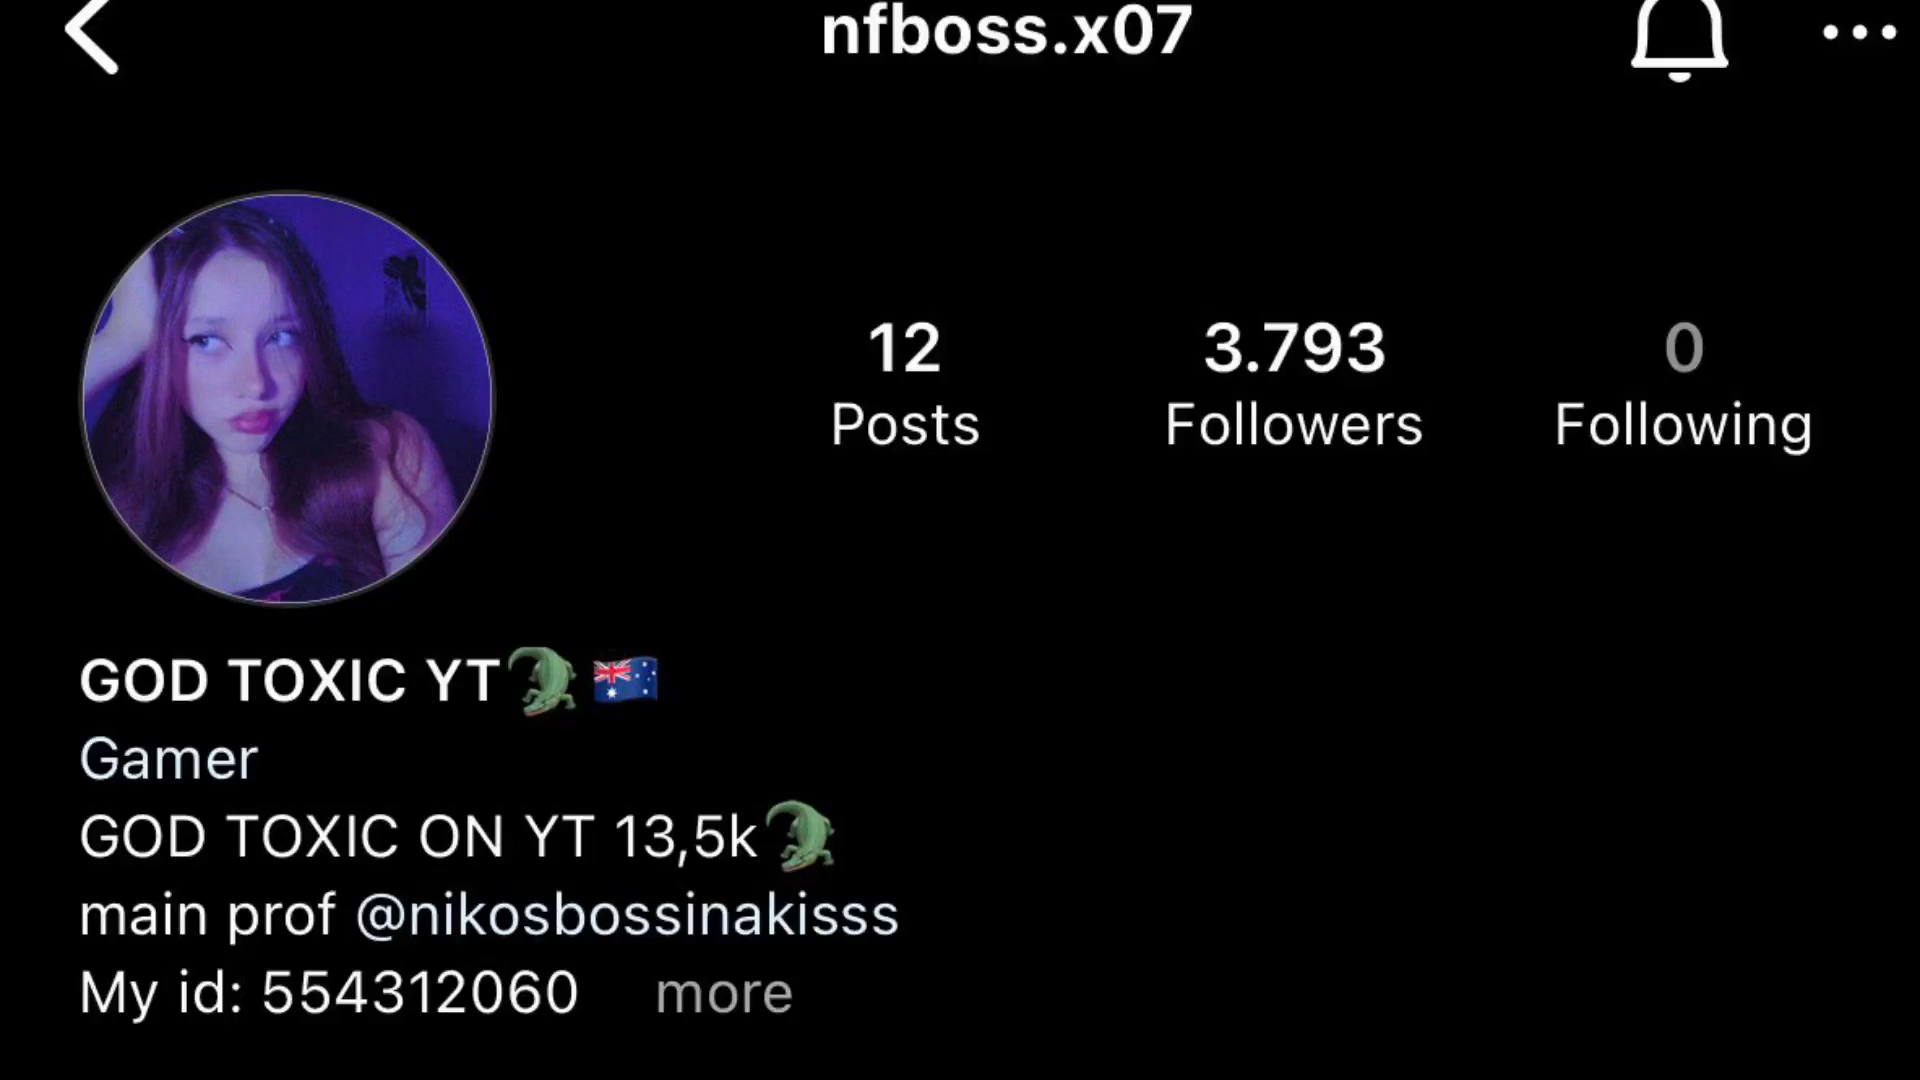 nfboss.x07
12 3.793 0
Posts Followers Following
GOD TOXIC YT🐊🇦🇺
Gamer
GOD TOXIC ON YT 13,5k🐊
main prof @nikosbossinakisss
My id: 554312060 more